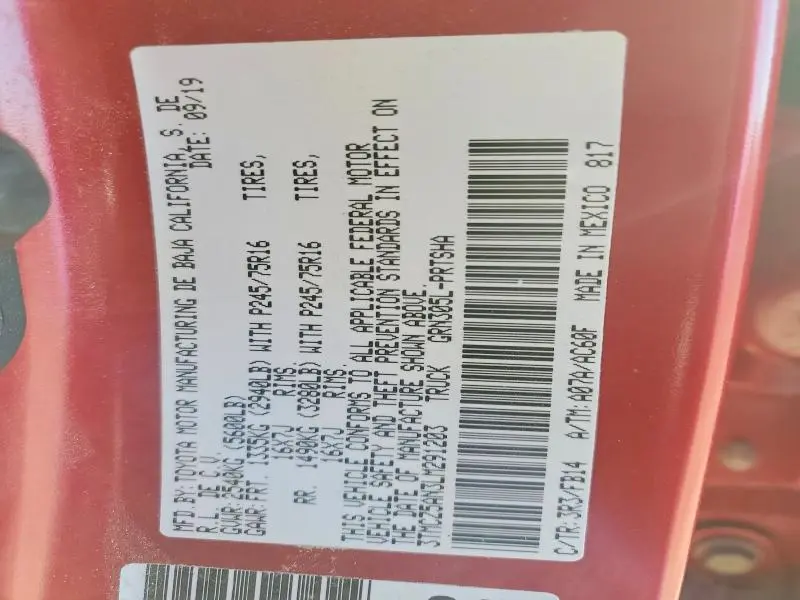 MFD.BY: TOYOTA MOTOR MANUFACTURING DE BAJA CALIFORNIA, S. DE
R.L. DE C.V. DATE: 09/19
GVWR: 2540KG (5600LB)
GAWR: FRT. 1335KG (2940LB) WITH P245/75R16 TIRES,
16X7J RIMS.
RR. 1490KG (3280LB) WITH P245/75R16 TIRES,
16X7J RIMS.
THIS VEHICLE CONFORMS TO ALL APPLICABLE FEDERAL MOTOR
VEHICLE SAFETY AND THEFT PREVENTION STANDARDS IN EFFECT ON
THE DATE OF MANUFACTURE SHOWN ABOVE.
3TMCZ5AN3LM291203 TRUCK GRN305L-PRTSHA
C/TR: 3R3/FB14 A/TM: A07A/AC60F MADE IN MEXICO 817